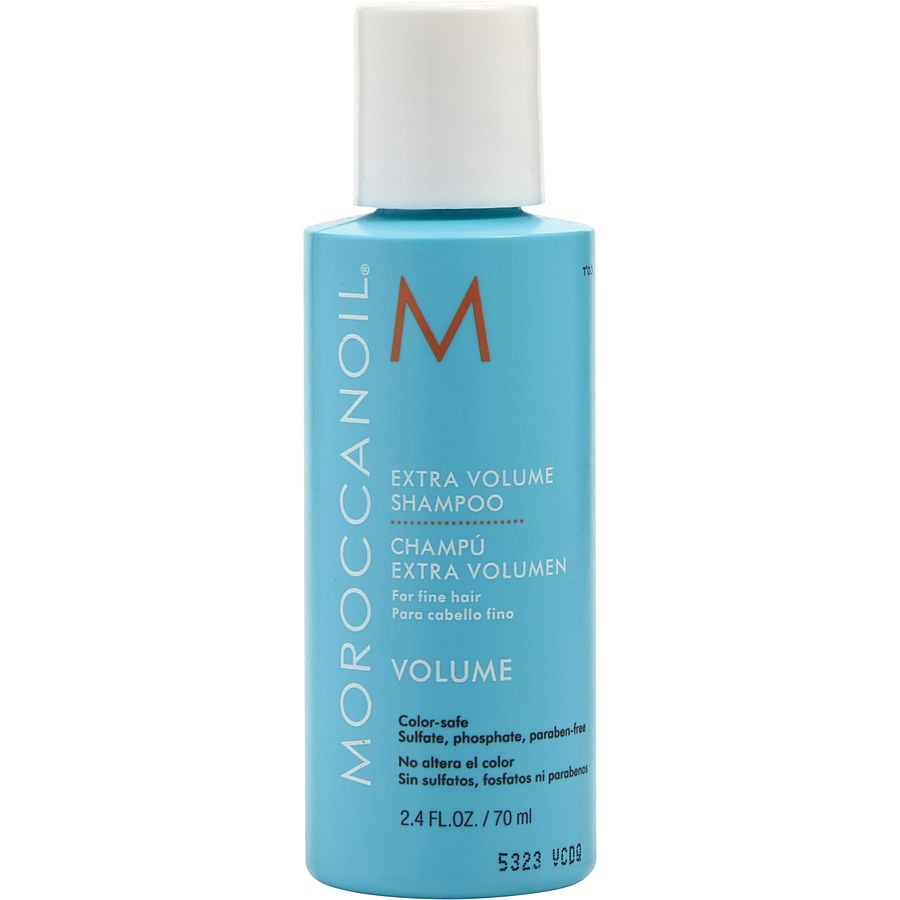 MOROCCANOIL®
M
EXTRA VOLUME
SHAMPOO
CHAMPÚ
EXTRA VOLUMEN
For fine hair
Para cabello fino
VOLUME
Color-safe
Sulfate, phosphate, paraben-free
No altera el color
Sin sulfatos, fosfatos ni parabenos
2.4 FL.OZ. / 70 ml
5323